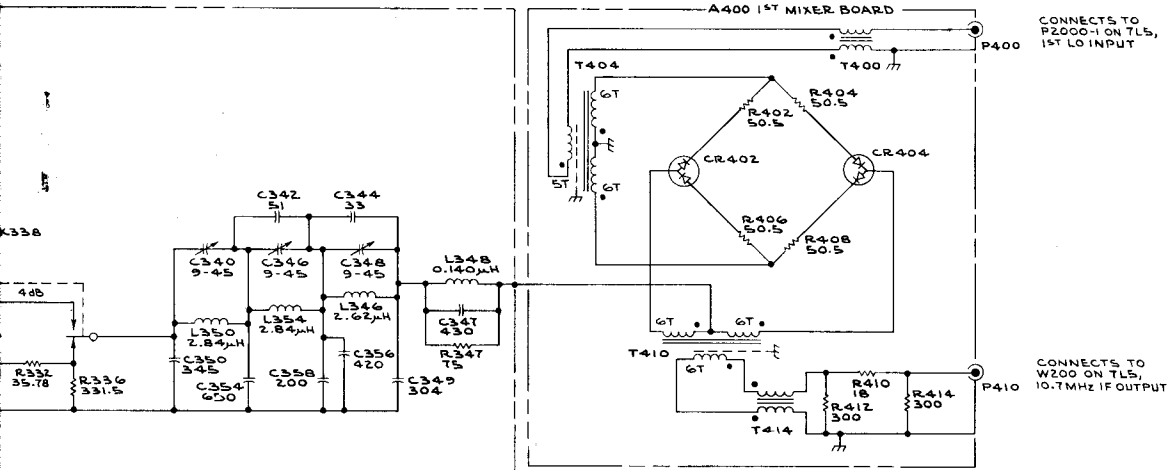 A400 1ST MIXER BOARD
CONNECTS TO
P2000-1 ON 7L5,
1ST LO INPUT
P400
T400
T404
6T
6T
5T
R402
50.5
R404
50.5
CR402
CR404
R406
50.5
R408
50.5
K338
4dB
C342
51
C344
33
C340
9-45
C346
9-45
C348
9-45
L348
0.140µH
L350
2.84µH
L354
2.84µH
L346
2.62µH
C347
430
R347
75
R332
35.78
R336
331.5
C350
345
C354
650
C358
200
C356
420
C349
304
6T
6T
T410
6T
T414
R412
300
R410
18
R414
300
P410
CONNECTS TO
W200 ON 7L5,
10.7MHz IF OUTPUT